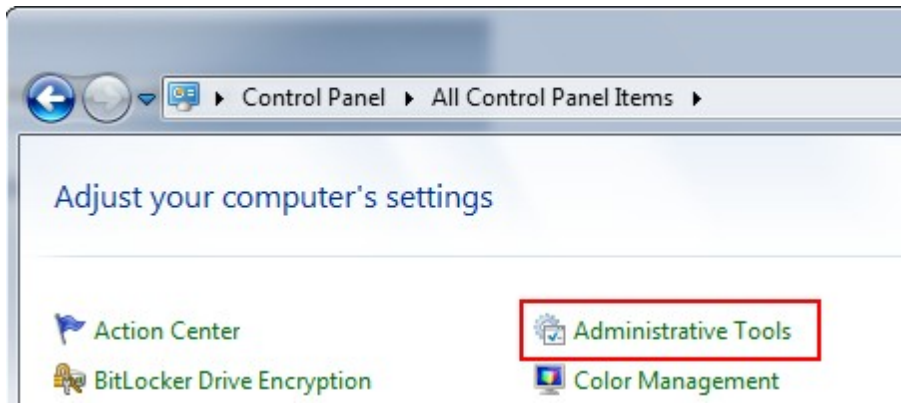 Control Panel ▸ All Control Panel Items ▸
Adjust your computer's settings
Action Center
Administrative Tools
BitLocker Drive Encryption
Color Management